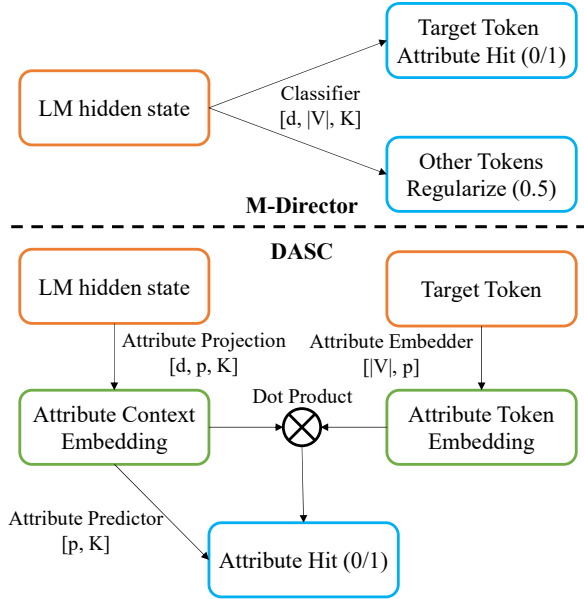 Target Token
Attribute Hit (0/1)
LM hidden state
Classifier
[d, |V|, K]
Other Tokens
Regularize (0.5)
M-Director
DASC
LM hidden state
Target Token
Attribute Projection
[d, p, K]
Attribute Embedder
[|V|, p]
Dot Product
Attribute Context
Embedding
Attribute Token
Embedding
Attribute Predictor
[p, K]
Attribute Hit (0/1)